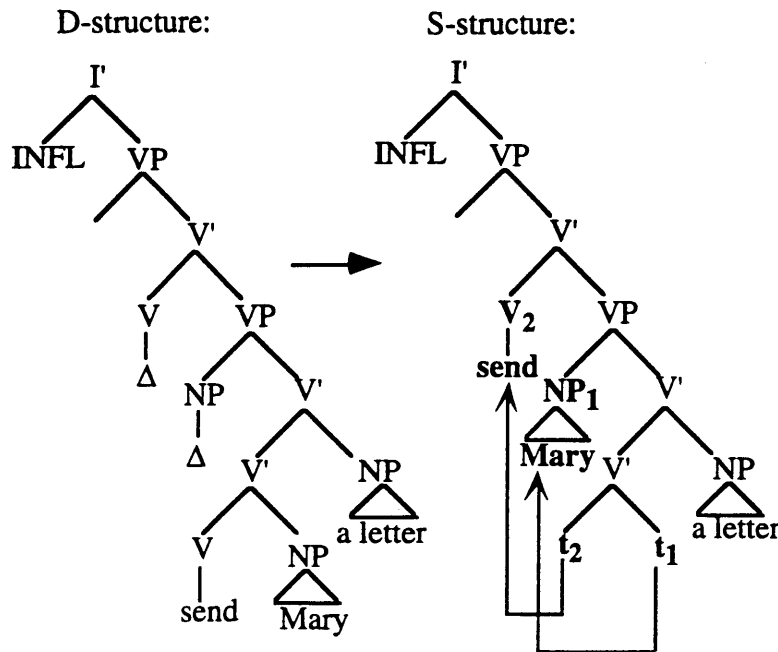 D-structure: S-structure:
I' I'
INFL VP INFL VP
V' V'
V VP V₂ VP
Δ NP V' send NP₁ V'
Δ Mary
V' NP V' NP
a letter a letter
V NP t₂ t₁
send Mary